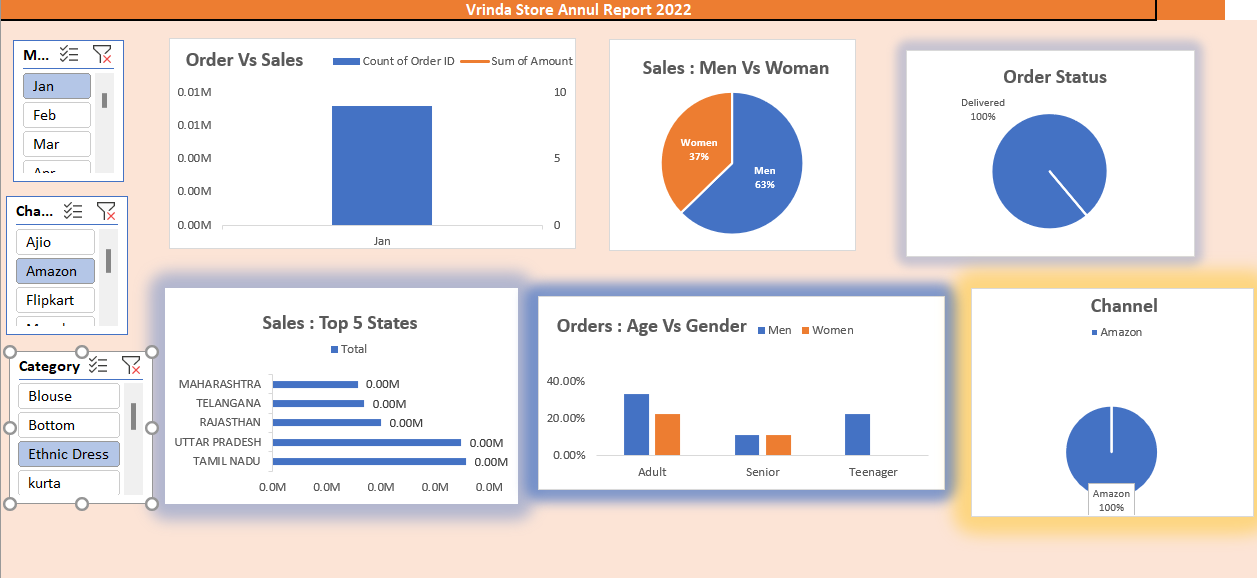 Vrinda Store Annul Report 2022
M...
Jan
Feb
Mar
Cha...
Ajio
Amazon
Flipkart
Category
Blouse
Bottom
Ethnic Dress
kurta
Order Vs Sales
Count of Order ID
Sum of Amount
0.01M
0.01M
0.00M
0.00M
0.00M
10
5
0
Jan
Sales : Men Vs Woman
Women
37%
Men
63%
Order Status
Delivered
100%
Sales : Top 5 States
Total
MAHARASHTRA 0.00M
TELANGANA 0.00M
RAJASTHAN 0.00M
UTTAR PRADESH 0.00M
TAMIL NADU 0.00M
0.0M 0.0M 0.0M 0.0M 0.0M
Orders : Age Vs Gender
Men Women
40.00%
20.00%
0.00%
Adult Senior Teenager
Channel
Amazon
Amazon
100%